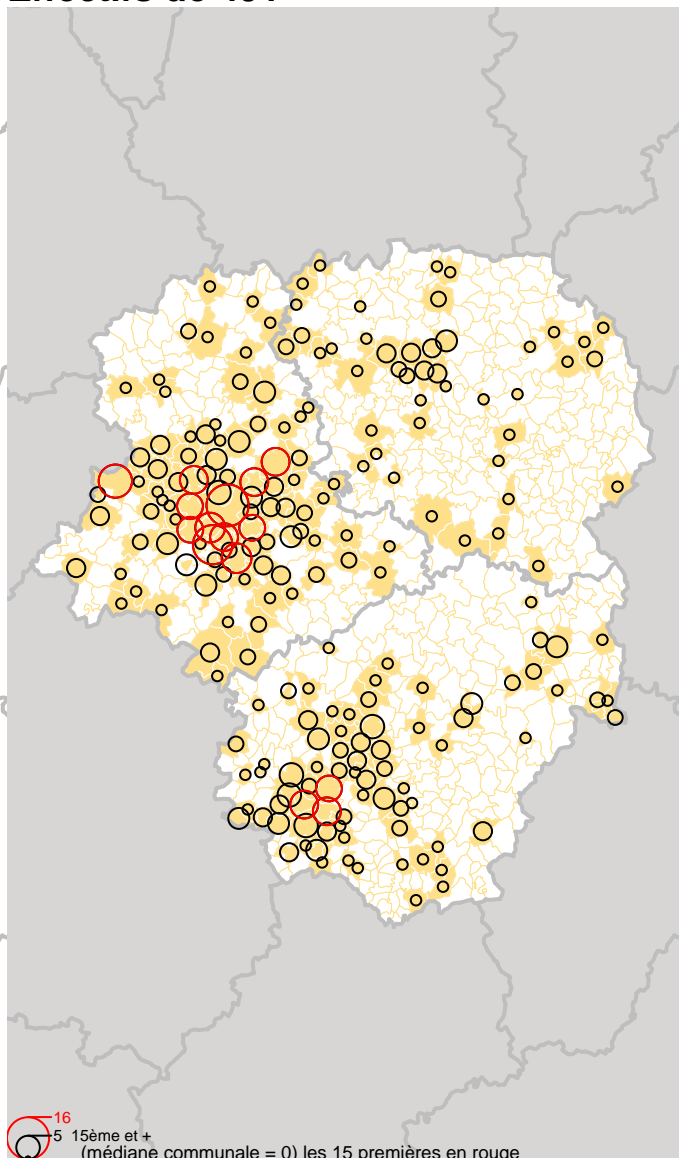 16
5 15ème et +
(médiane communale = 0) les 15 premières en rouge